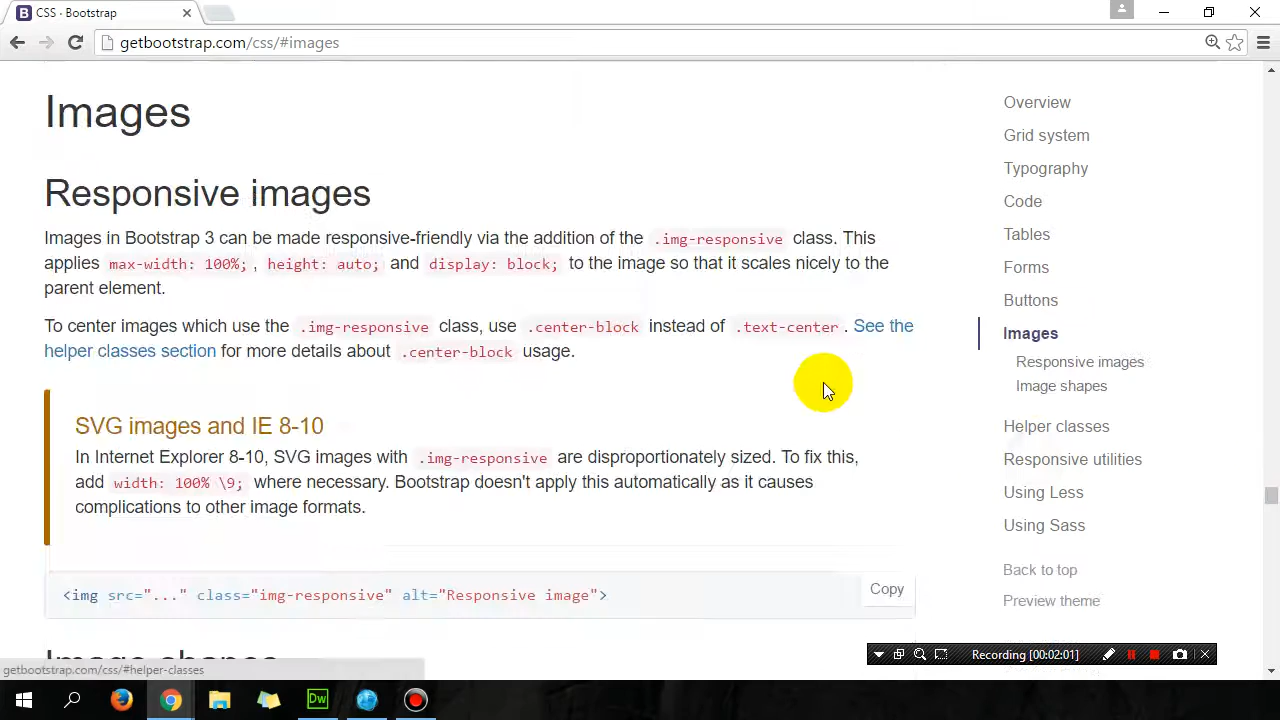 CSS · Bootstrap
getbootstrap.com/css/#images
Images
Responsive images
Images in Bootstrap 3 can be made responsive-friendly via the addition of the .img-responsive class. This
applies max-width: 100%; , height: auto; and display: block; to the image so that it scales nicely to the
parent element.
To center images which use the .img-responsive class, use .center-block instead of .text-center . See the
helper classes section for more details about .center-block usage.
SVG images and IE 8-10
In Internet Explorer 8-10, SVG images with .img-responsive are disproportionately sized. To fix this,
add width: 100% \9; where necessary. Bootstrap doesn't apply this automatically as it causes
complications to other image formats.
Copy
<img src="..." class="img-responsive" alt="Responsive image">
Image shapes
Overview
Grid system
Typography
Code
Tables
Forms
Buttons
Images
Responsive images
Image shapes
Helper classes
Responsive utilities
Using Less
Using Sass
Back to top
Preview theme
getbootstrap.com/css/#helper-classes
Recording [00:02:01]
Dw